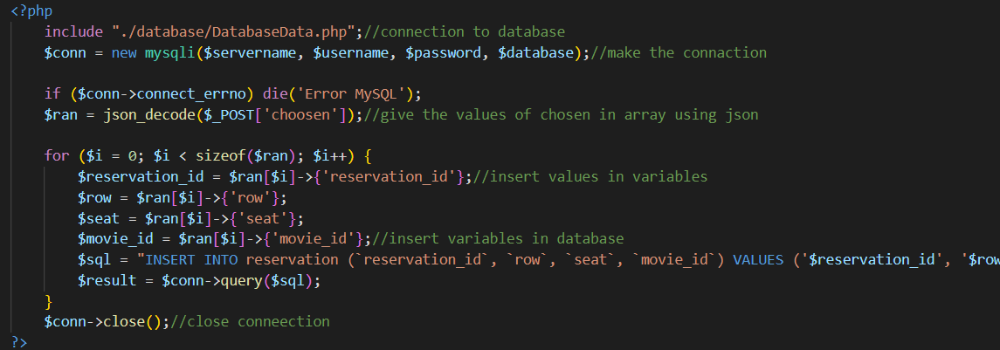 <?php
include "./database/DatabaseData.php";//connection to database
$conn = new mysqli($servername, $username, $password, $database);//make the connaction
if ($conn->connect_errno) die('Error MySQL');
$ran = json_decode($_POST['choosen']);//give the values of chosen in array using json
for ($i = 0; $i < sizeof($ran); $i++) {
$reservation_id = $ran[$i]->{'reservation_id'};//insert values in variables
$row = $ran[$i]->{'row'};
$seat = $ran[$i]->{'seat'};
$movie_id = $ran[$i]->{'movie_id'};//insert variables in database
$sql = "INSERT INTO reservation (`reservation_id`, `row`, `seat`, `movie_id`) VALUES ('$reservation_id', '$row
$result = $conn->query($sql);
}
$conn->close();//close conneection
?>